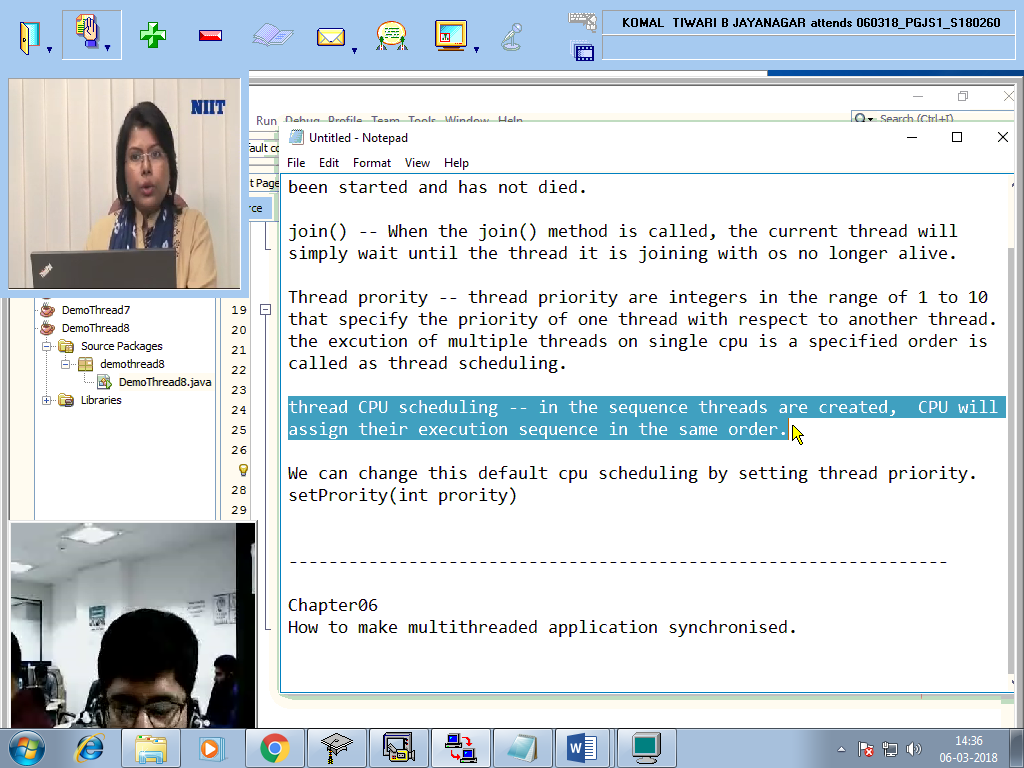 KOMAL TIWARI B JAYANAGAR attends 060318_PGJS1_S180260
NIIT
Run Debug Profile Team Tools Window Help
Search (Ctrl+I)
Untitled - Notepad
File Edit Format View Help
been started and has not died.
join() -- When the join() method is called, the current thread will
simply wait until the thread it is joining with os no longer alive.
Thread prority -- thread priority are integers in the range of 1 to 10
that specify the priority of one thread with respect to another thread.
the excution of multiple threads on single cpu is a specified order is
called as thread scheduling.
thread CPU scheduling -- in the sequence threads are created, CPU will
assign their execution sequence in the same order.
We can change this default cpu scheduling by setting thread priority.
setPrority(int prority)
-----------------------------------------------------------------
Chapter06
How to make multithreaded application synchronised.
DemoThread7
DemoThread8
Source Packages
demothread8
DemoThread8.java
Libraries
19
20
21
22
23
24
25
26
28
29
14:36
06-03-2018